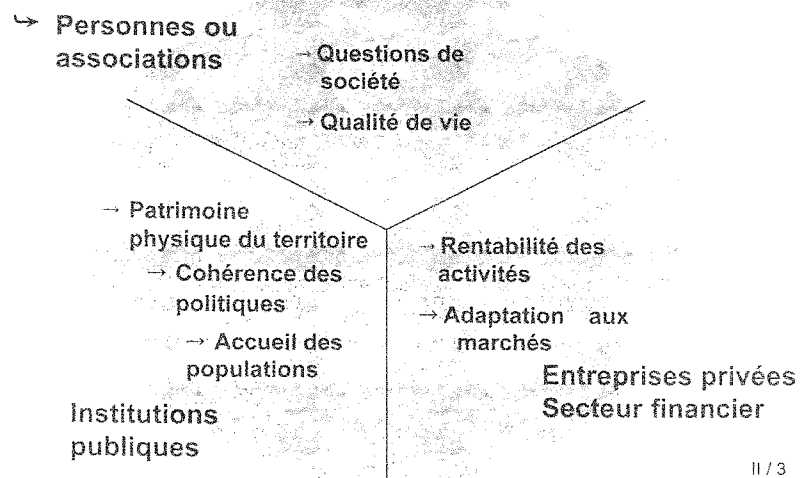 ↪ Personnes ou
associations
→ Questions de
société
→ Qualité de vie
→ Patrimoine
physique du territoire
→ Cohérence des
politiques
→ Accueil des
populations
Institutions
publiques
→ Rentabilité des
activités
→ Adaptation aux
marchés
Entreprises privées
Secteur financier
II / 3